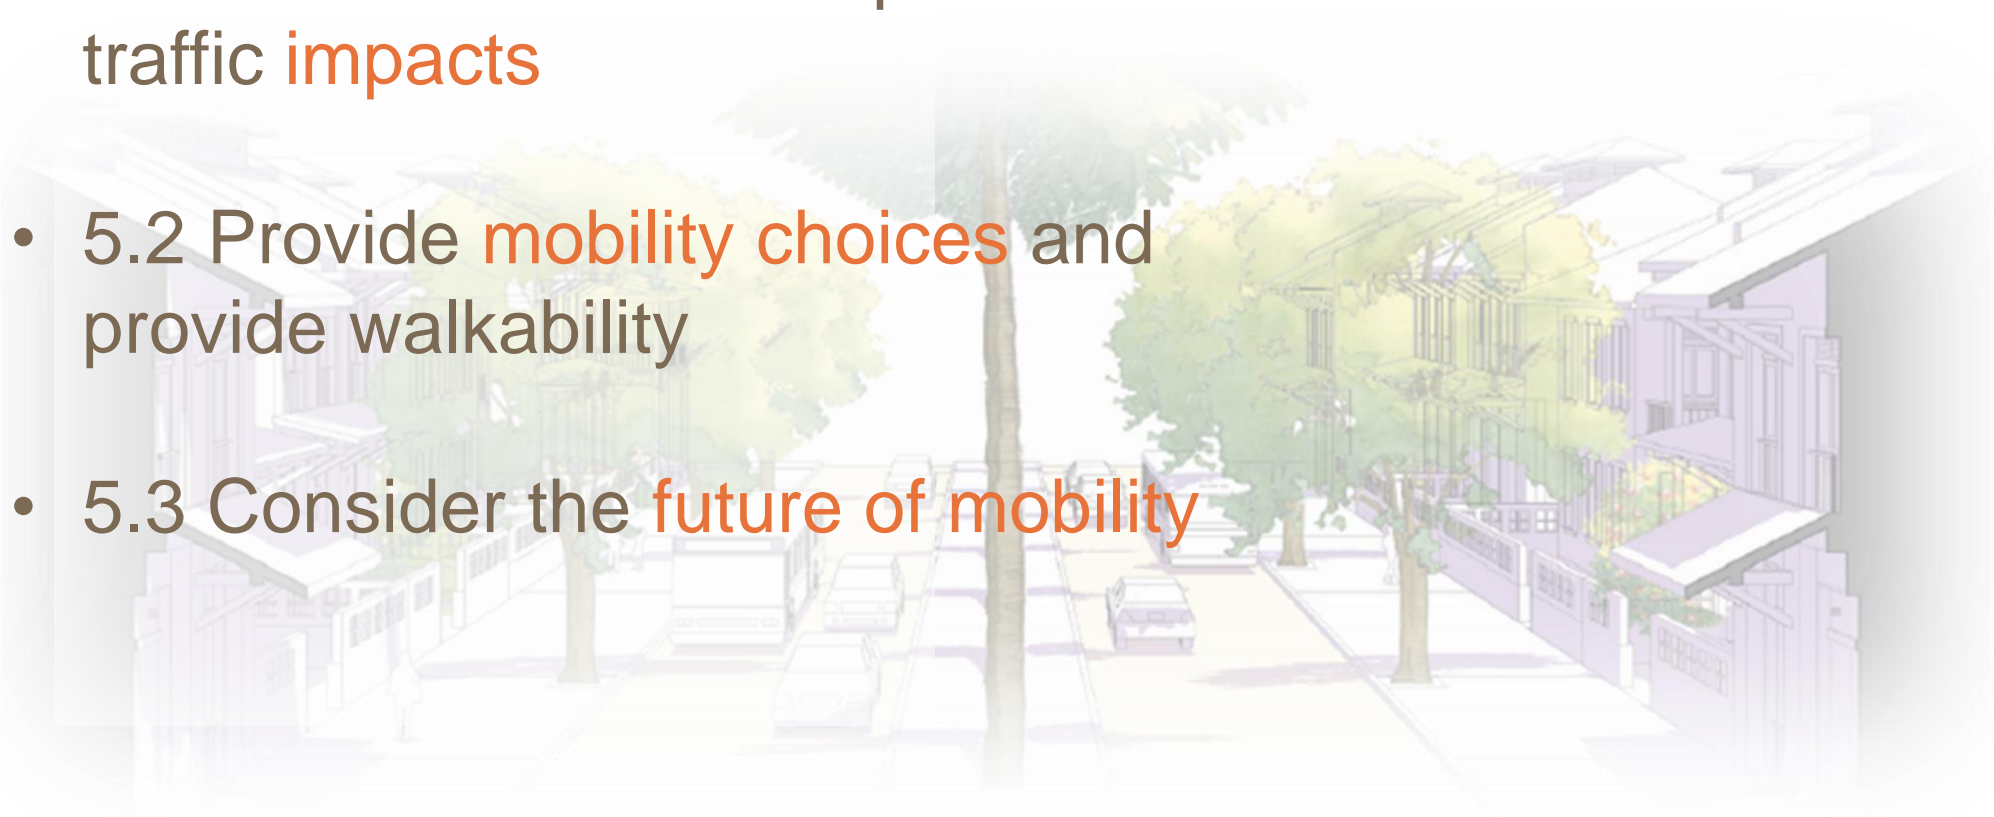 traffic impacts
• 5.2 Provide mobility choices and
provide walkability
• 5.3 Consider the future of mobility